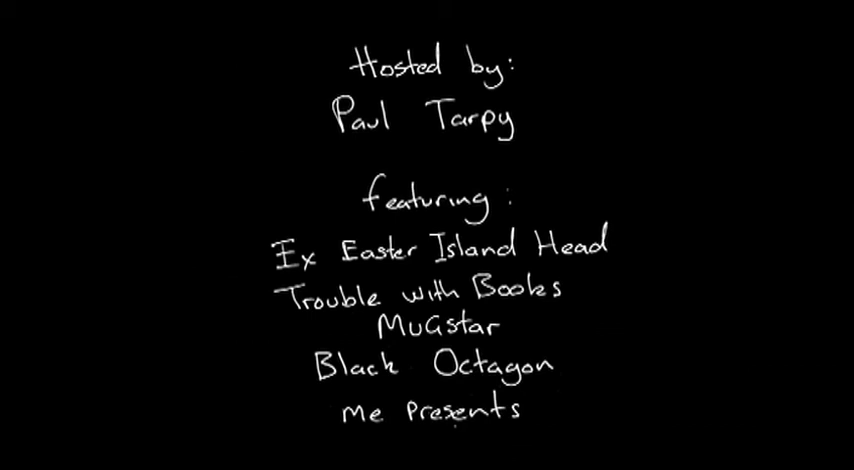 Hosted by:
Paul Tarpy
featuring:
Ex Easter Island Head
Trouble with Books
MuGstar
Black Octagon
Me Presents